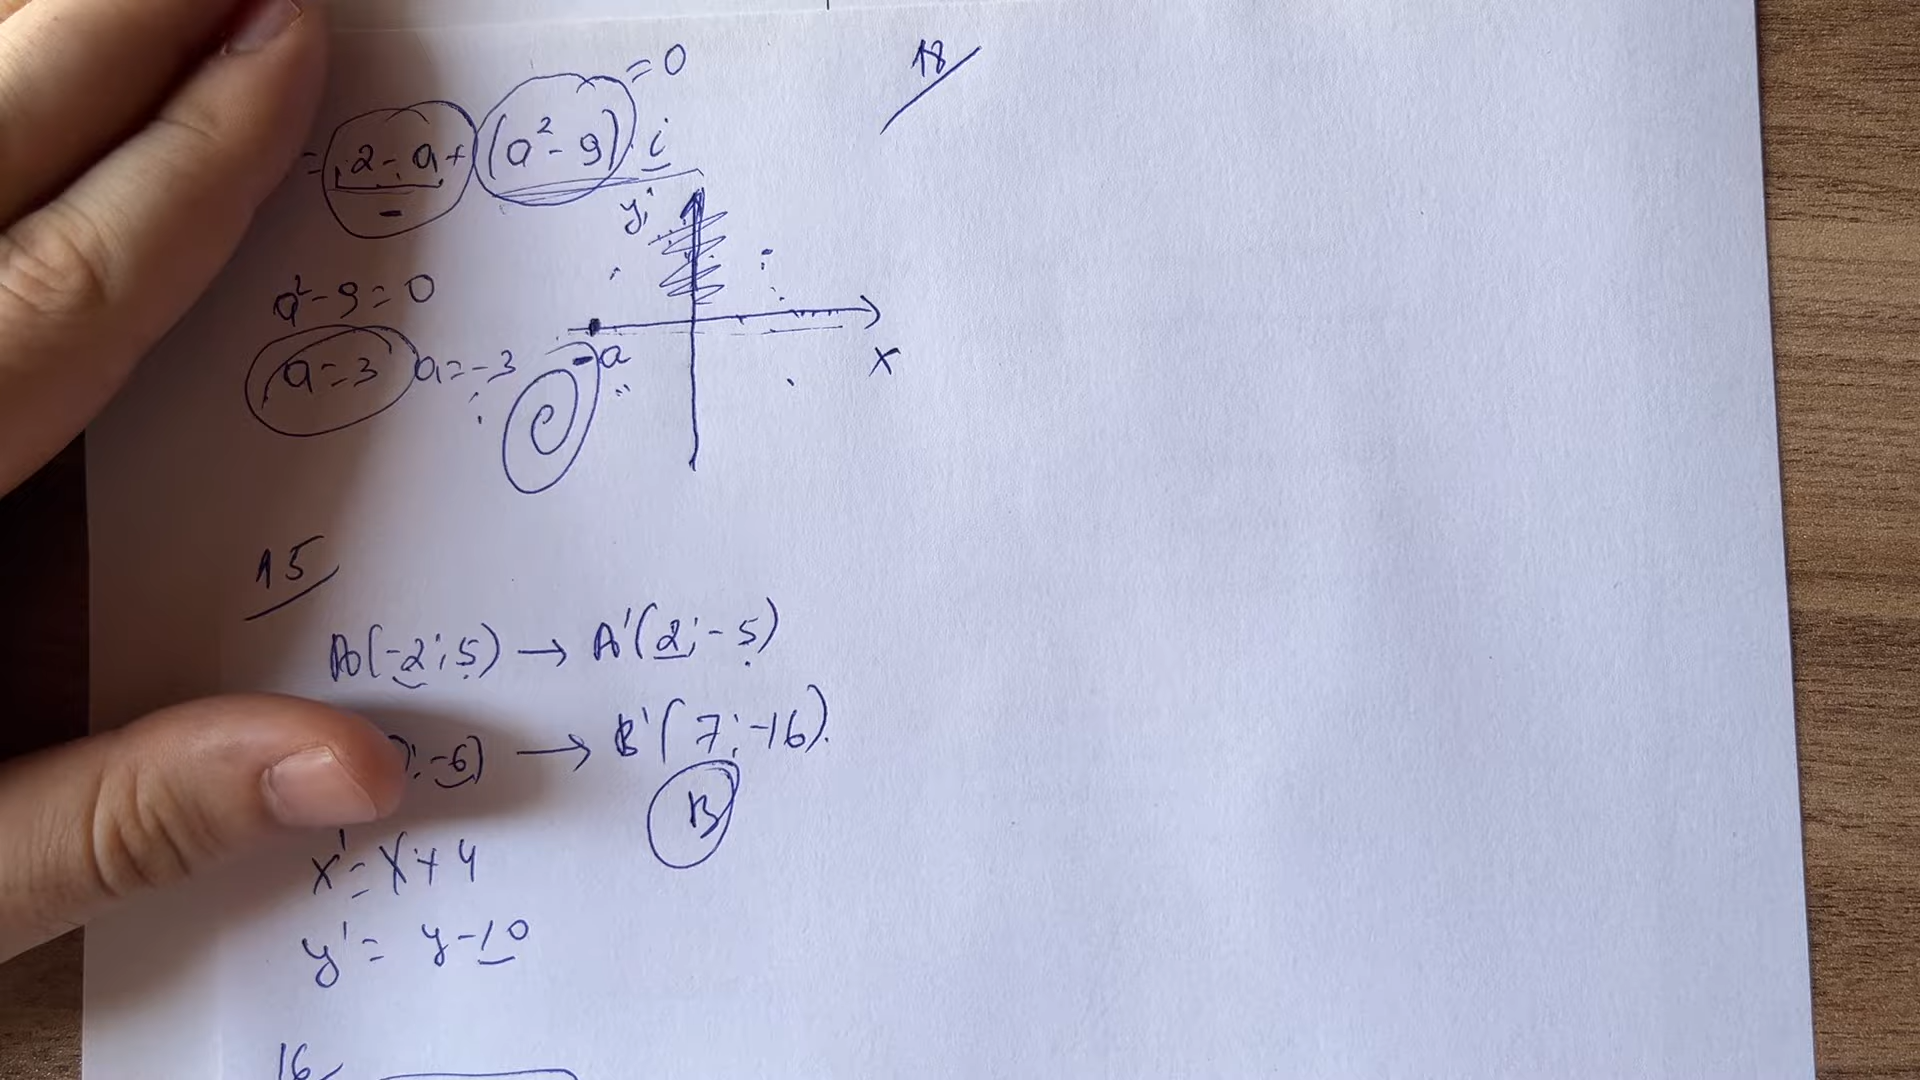 = 0
= 2 - a + (a² - 9) · i
y
a² - 9 = 0
a = 3 a = -3
-a
x
C
15
A(-2; 5) → A'(2; -5)
; -6) → B'(7; -16).
B
x' = x + 4
y' = y - 10
16
18